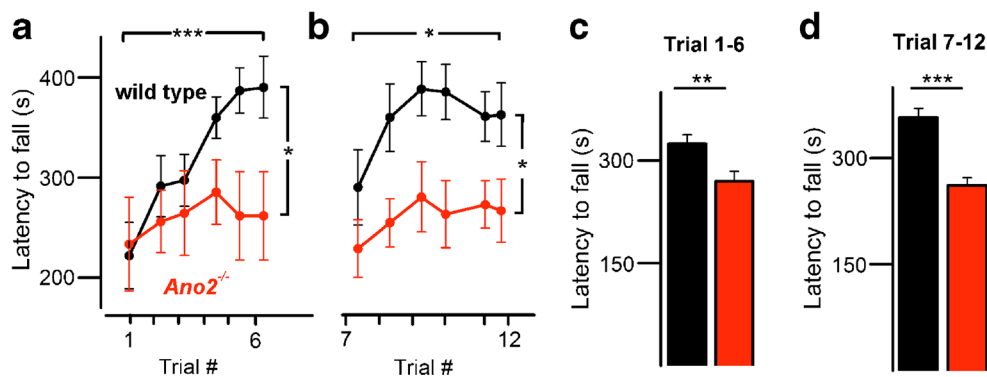 a
***
400
wild type
*
300
200
Ano2-/-
Latency to fall (s)
1
6
Trial #
b
*
*
7
12
Trial #
c
Trial 1-6
**
300
150
Latency to fall (s)
d
Trial 7-12
***
300
150
Latency to fall (s)